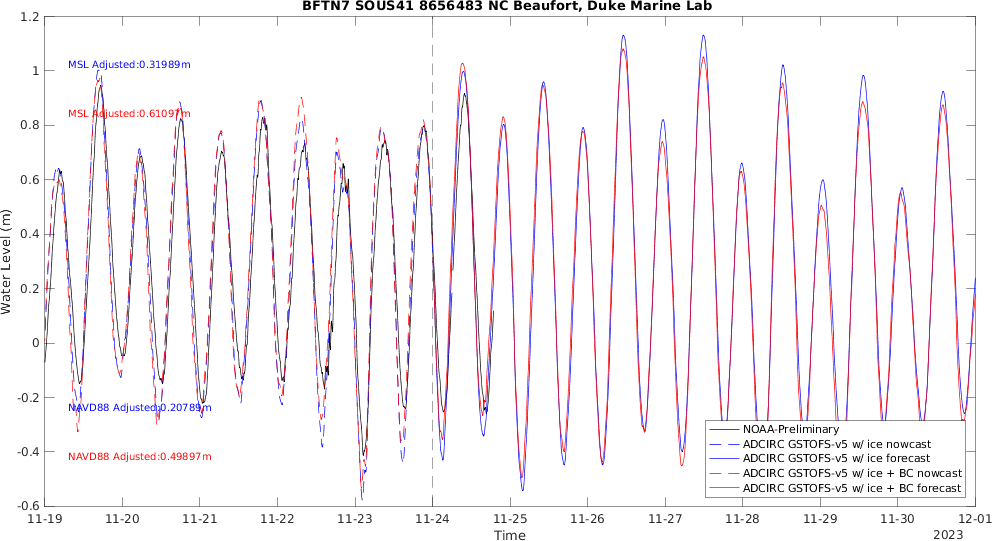 BFTN7 SOUS41 8656483 NC Beaufort, Duke Marine Lab
Water Level (m)
1.2
1
0.8
0.6
0.4
0.2
0
-0.2
-0.4
-0.6
MSL Adjusted:0.31989m
MSL Adjusted:0.61097m
NAVD88 Adjusted:0.20789m
NAVD88 Adjusted:0.49897m
NOAA-Preliminary
ADCIRC GSTOFS-v5 w/ ice nowcast
ADCIRC GSTOFS-v5 w/ ice forecast
ADCIRC GSTOFS-v5 w/ ice + BC nowcast
ADCIRC GSTOFS-v5 w/ ice + BC forecast
11-19 11-20 11-21 11-22 11-23 11-24 11-25 11-26 11-27 11-28 11-29 11-30 12-01
Time
2023